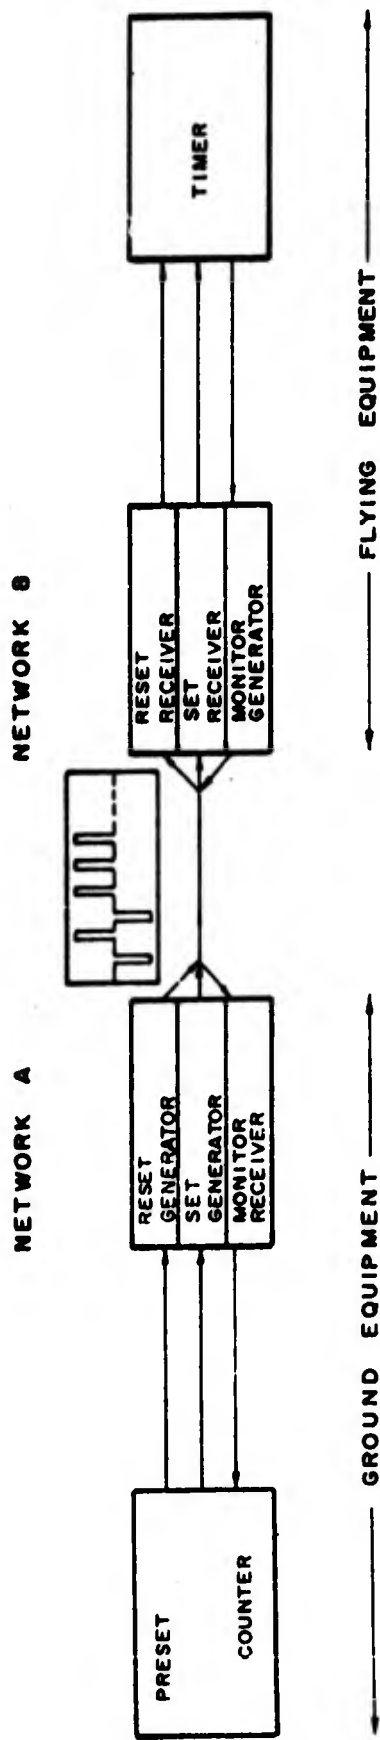 NETWORK A
NETWORK B
PRESET
COUNTER
RESET
GENERATOR
SET
GENERATOR
MONITOR
RECEIVER
RESET
RECEIVER
SET
RECEIVER
MONITOR
GENERATOR
TIMER
GROUND EQUIPMENT
FLYING EQUIPMENT